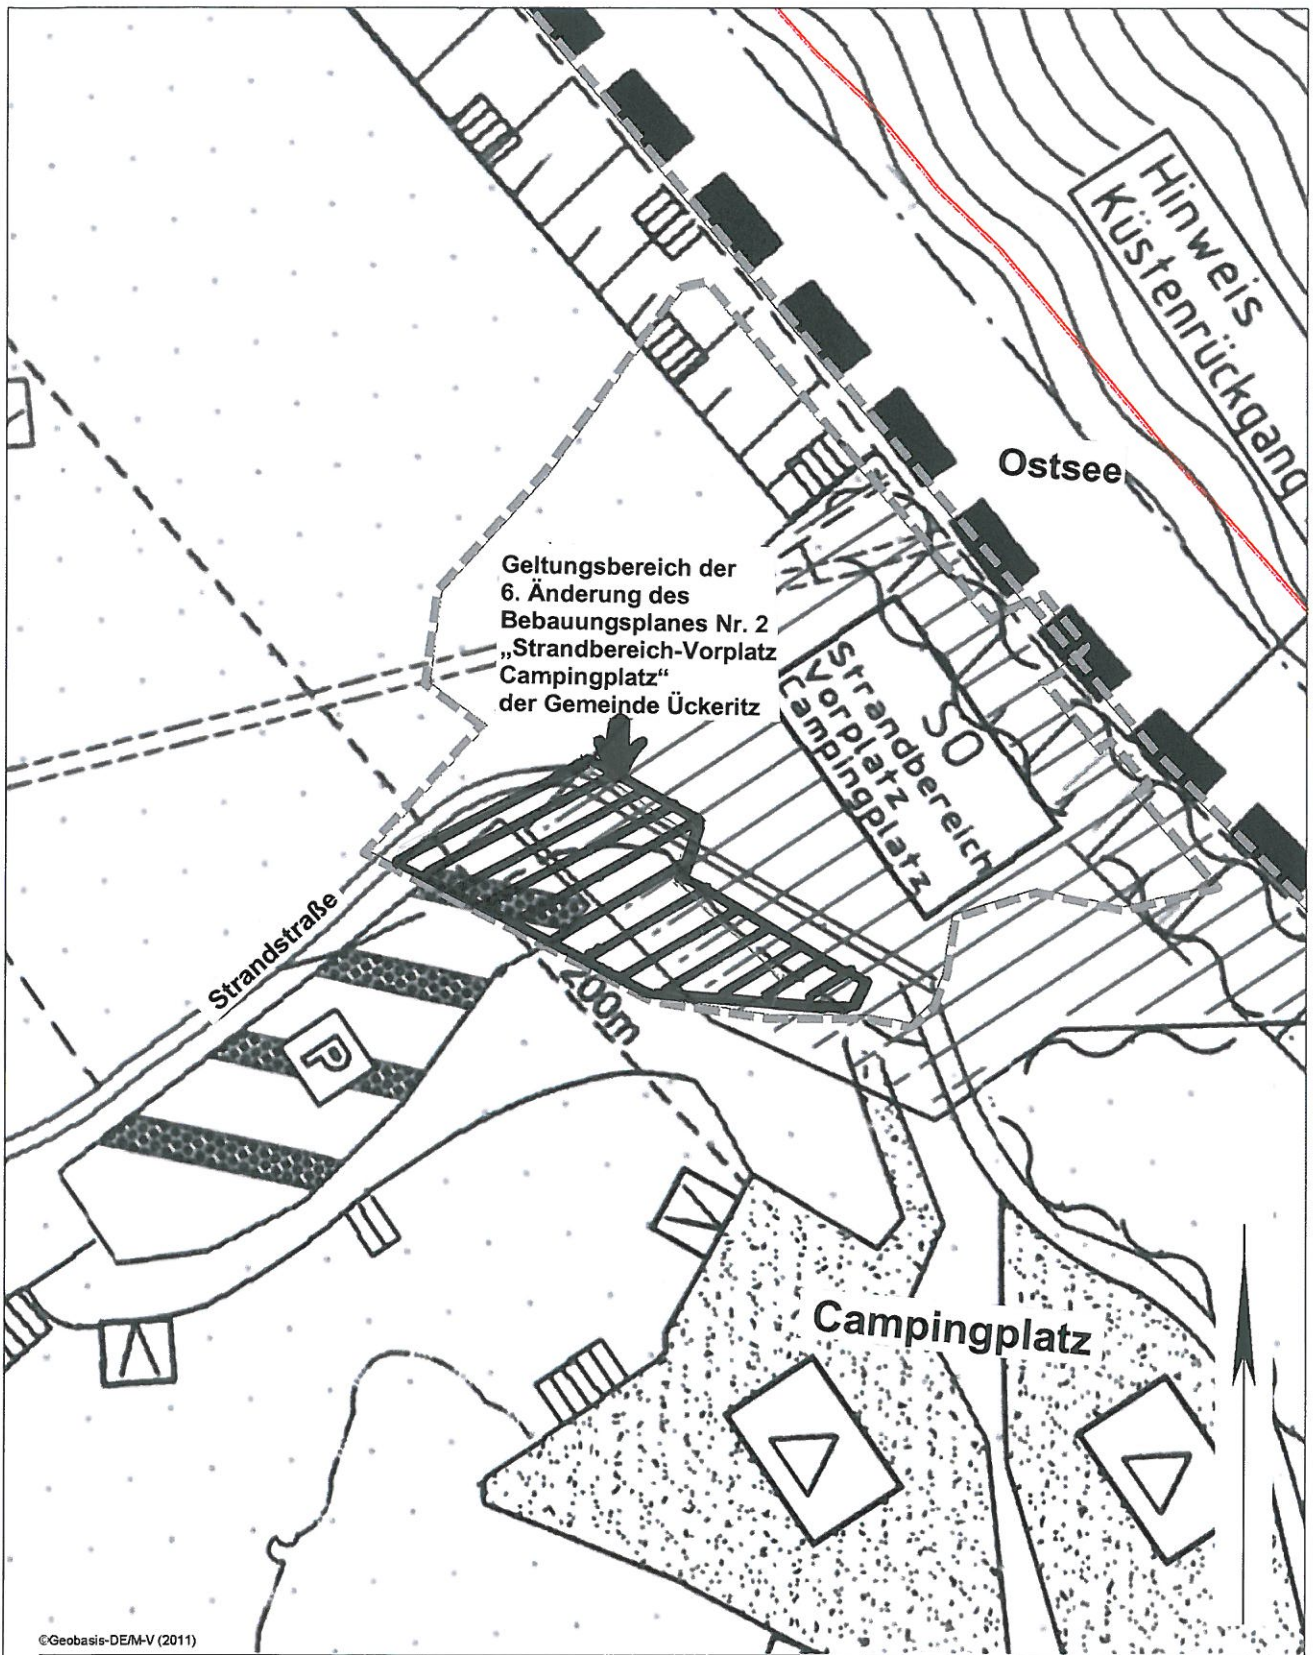 Hinweis
Küstenrückgang
Ostsee
Geltungsbereich der
6. Änderung des
Bebauungsplanes Nr. 2
„Strandbereich-Vorplatz
Campingplatz“
der Gemeinde Ückeritz
SO
Strandbereich
Vorplatz
Campingplatz
Strandstraße
200m
P
Campingplatz
©Geobasis-DE/M-V (2011)